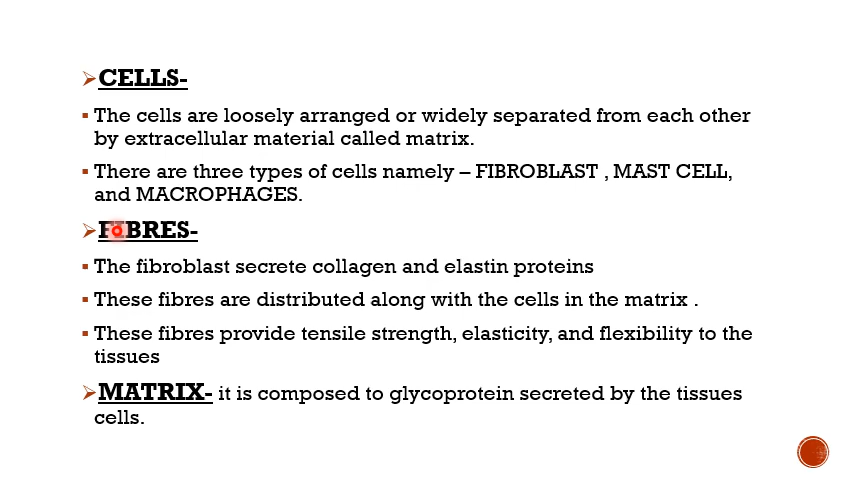 CELLS-
The cells are loosely arranged or widely separated from each other
by extracellular material called matrix.
There are three types of cells namely – FIBROBLAST , MAST CELL,
and MACROPHAGES.
FIBRES-
The fibroblast secrete collagen and elastin proteins
These fibres are distributed along with the cells in the matrix .
These fibres provide tensile strength, elasticity, and flexibility to the
tissues
MATRIX- it is composed to glycoprotein secreted by the tissues
cells.